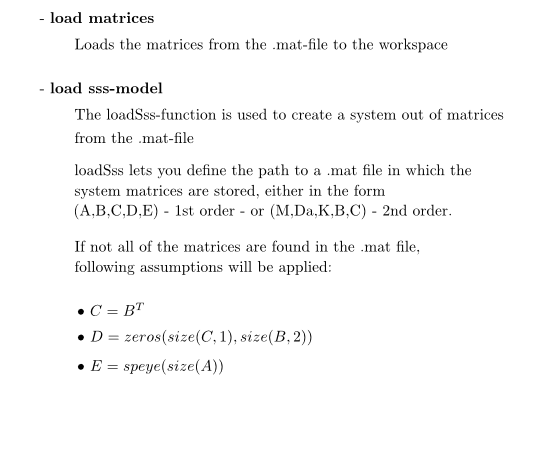 - load matrices
Loads the matrices from the .mat-file to the workspace
- load sss-model
The loadSss-function is used to create a system out of matrices
from the .mat-file
loadSss lets you define the path to a .mat file in which the
system matrices are stored, either in the form
(A,B,C,D,E) - 1st order - or (M,Da,K,B,C) - 2nd order.
If not all of the matrices are found in the .mat file,
following assumptions will be applied:
• C = B^T
• D = zeros(size(C, 1), size(B, 2))
• E = speye(size(A))